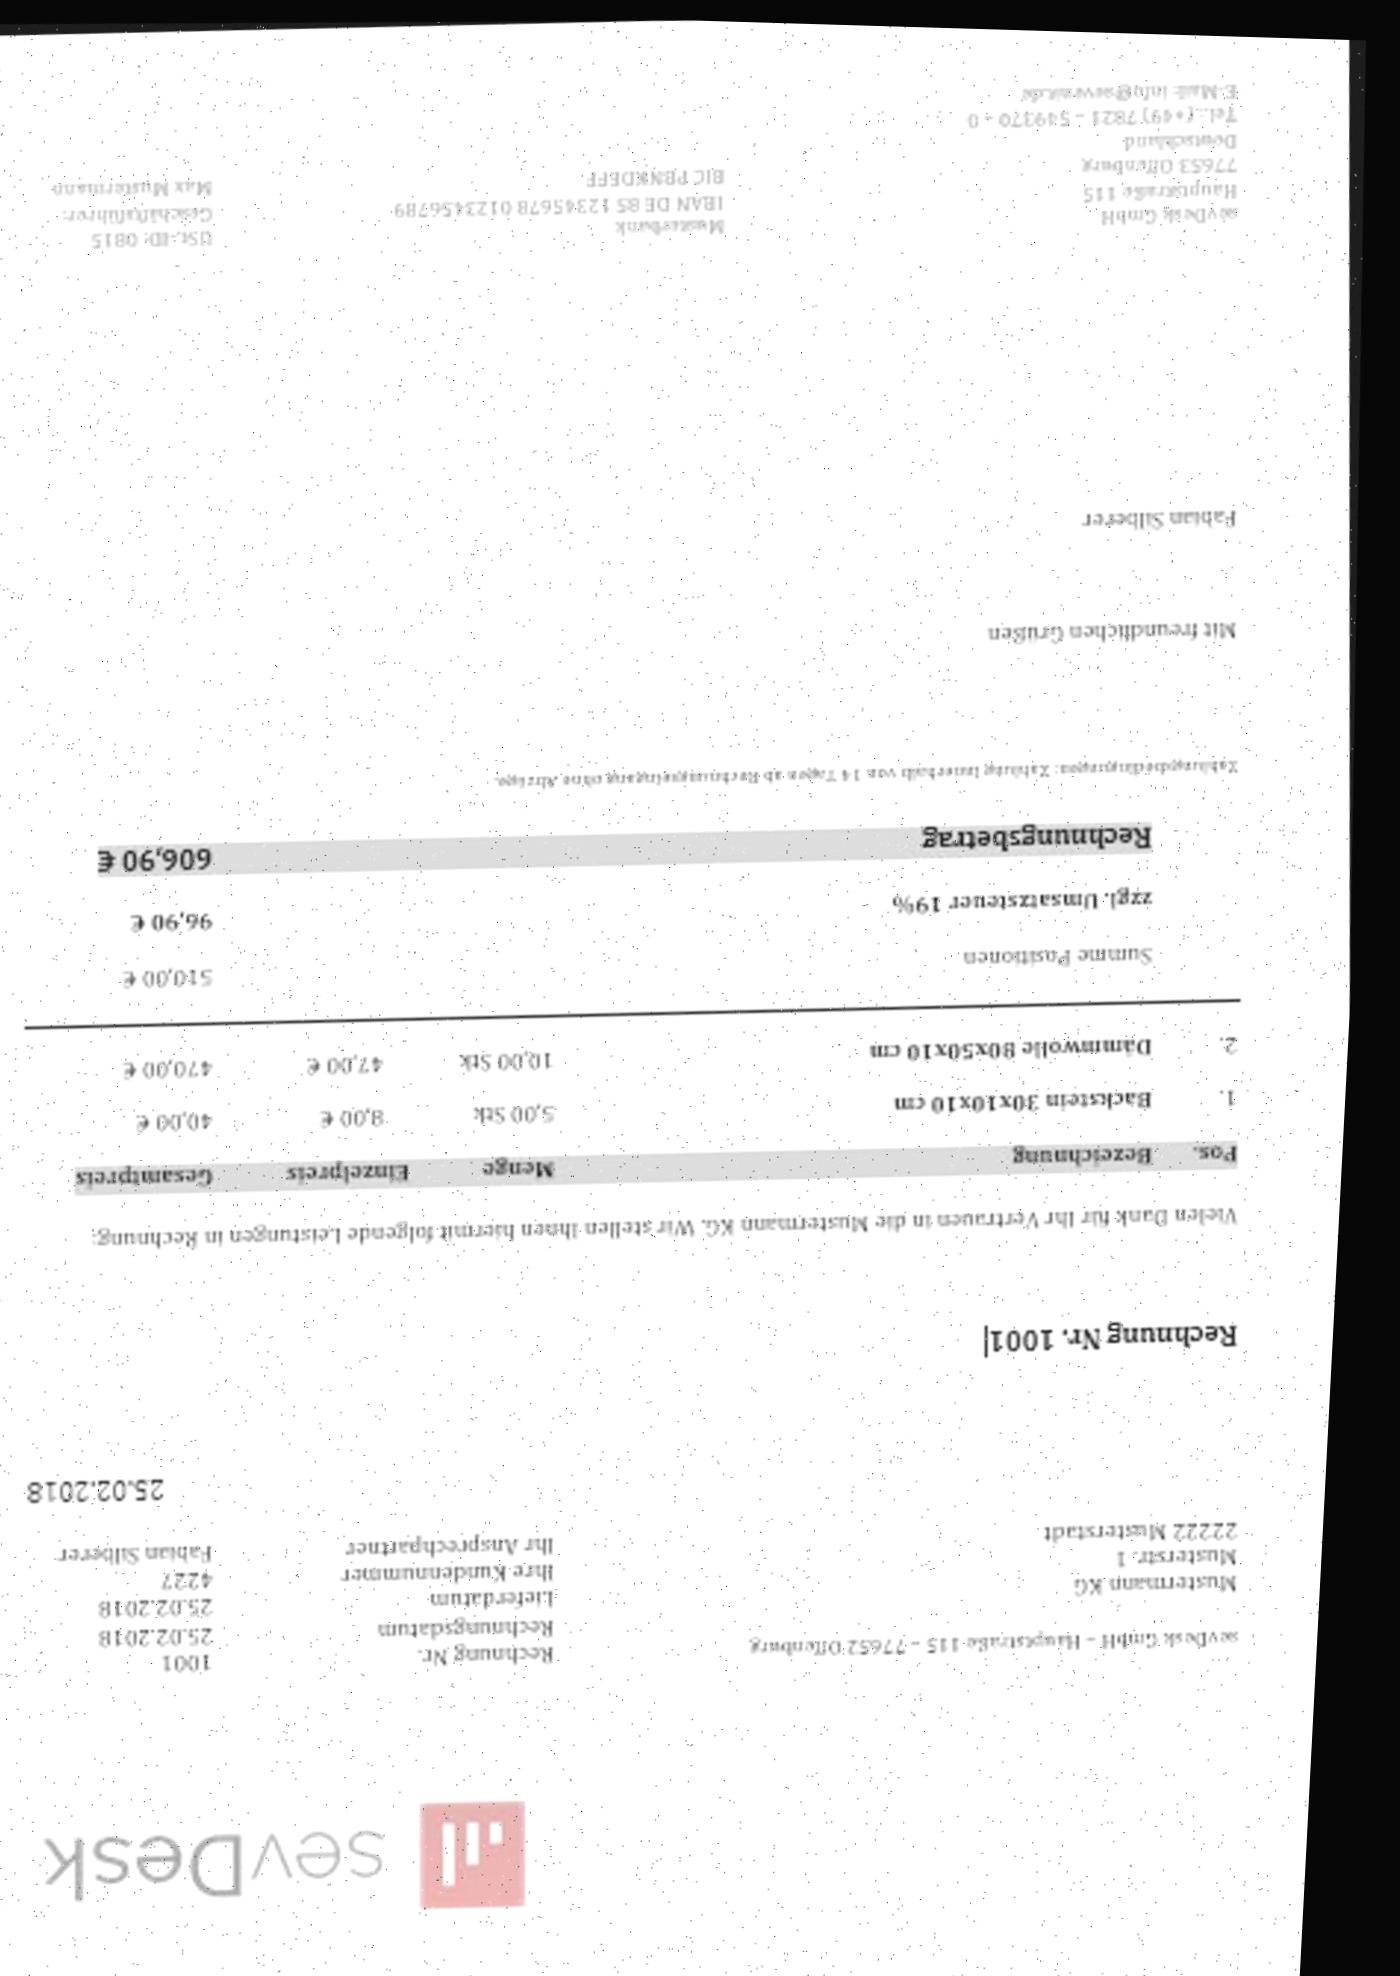 sevDesk
sevDesk GmbH - Hauptstraße 115 - 77652 Offenburg
Mustermann KG
Musterstr. 1
22222 Musterstadt
Rechnung Nr. 1001
Rechnungsdatum 25.02.2018
Lieferdatum 25.02.2018
Ihre Kundennummer 4227
Ihr Ansprechpartner Fabian Silberer
25.02.2018
Rechnung Nr. 1001
Vielen Dank für Ihr Vertrauen in die Mustermann KG. Wir stellen Ihnen hiermit folgende Leistungen in Rechnung:
Pos. Bezeichnung Menge Einzelpreis Gesamtpreis
1. Backstein 30x10x10 cm 5,00 Stk 8,00 € 40,00 €
2. Dämmwolle 80x50x10 cm 10,00 Stk 47,00 € 470,00 €
Summe Positionen 510,00 €
zzgl. Umsatzsteuer 19% 96,90 €
Rechnungsbetrag 606,90 €
Zahlungsbedingungen: Zahlung innerhalb von 14 Tagen ab Rechnungseingang ohne Abzüge.
Mit freundlichen Grüßen
Fabian Silberer
sevDesk GmbH
Hauptstraße 115
77653 Offenburg
Deutschland
Tel.: (+49) 7821 - 549370 - 0
E-Mail: info@sevenit.de
Musterbank
IBAN DE 85 12345678 0123456789
BIC PBNKDEFF
USt.-ID: 0815
Geschäftsführer:
Max Mustermann